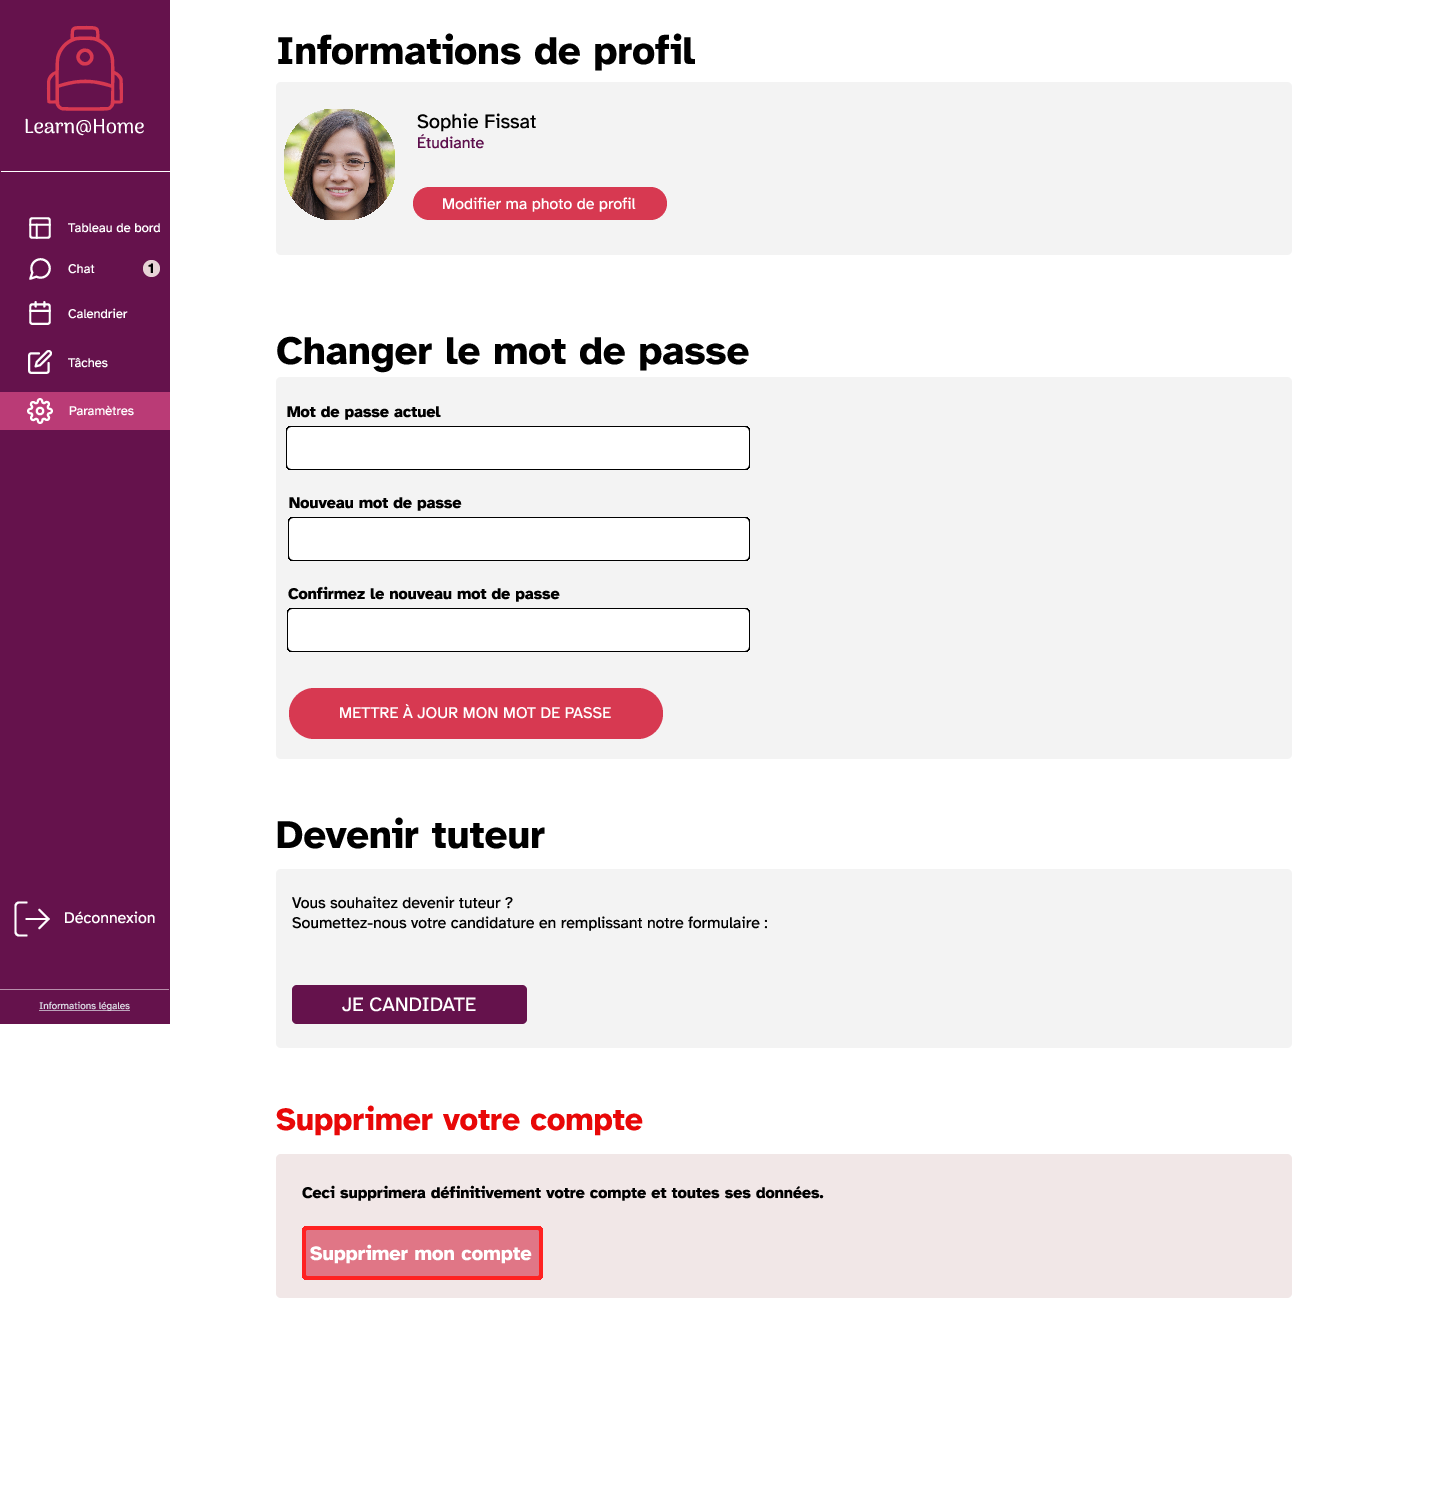 Learn@Home
Tableau de bord
Chat
1
Calendrier
Tâches
Paramètres
Déconnexion
Informations légales
Informations de profil
Sophie Fissat
Étudiante
Modifier ma photo de profil
Changer le mot de passe
Mot de passe actuel
Nouveau mot de passe
Confirmez le nouveau mot de passe
METTRE À JOUR MON MOT DE PASSE
Devenir tuteur
Vous souhaitez devenir tuteur ?
Soumettez-nous votre candidature en remplissant notre formulaire :
JE CANDIDATE
Supprimer votre compte
Ceci supprimera définitivement votre compte et toutes ses données.
Supprimer mon compte